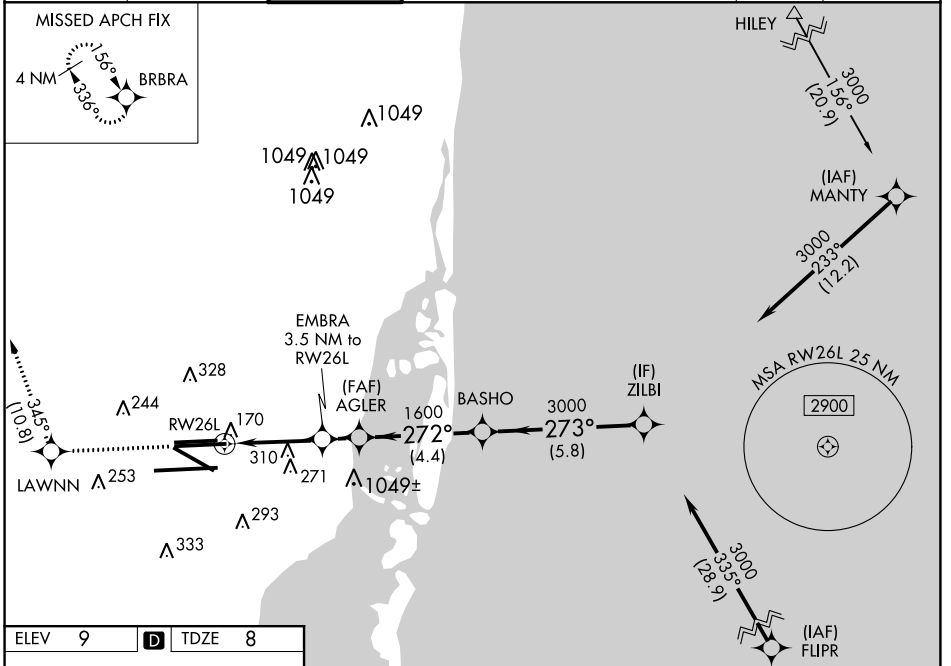 MISSED APCH FIX
4 NM
156°
336°
BRBRA
HILEY
3000
156°
(20.9)
1049
1049
1049
1049
(IAF)
MANTY
3000
233°
(12.2)
EMBRA
3.5 NM to
RW26L
328
244
(FAF)
AGLER
1600
272°
(4.4)
BASHO
3000
273°
(5.8)
(IF)
ZILBI
MSA RW26L 25 NM
2900
345°
(10.8)
RW26L
170
310
271
1049±
LAWNN
253
293
333
3000
335°
(28.9)
(IAF)
FLIPR
ELEV 9 D TDZE 8